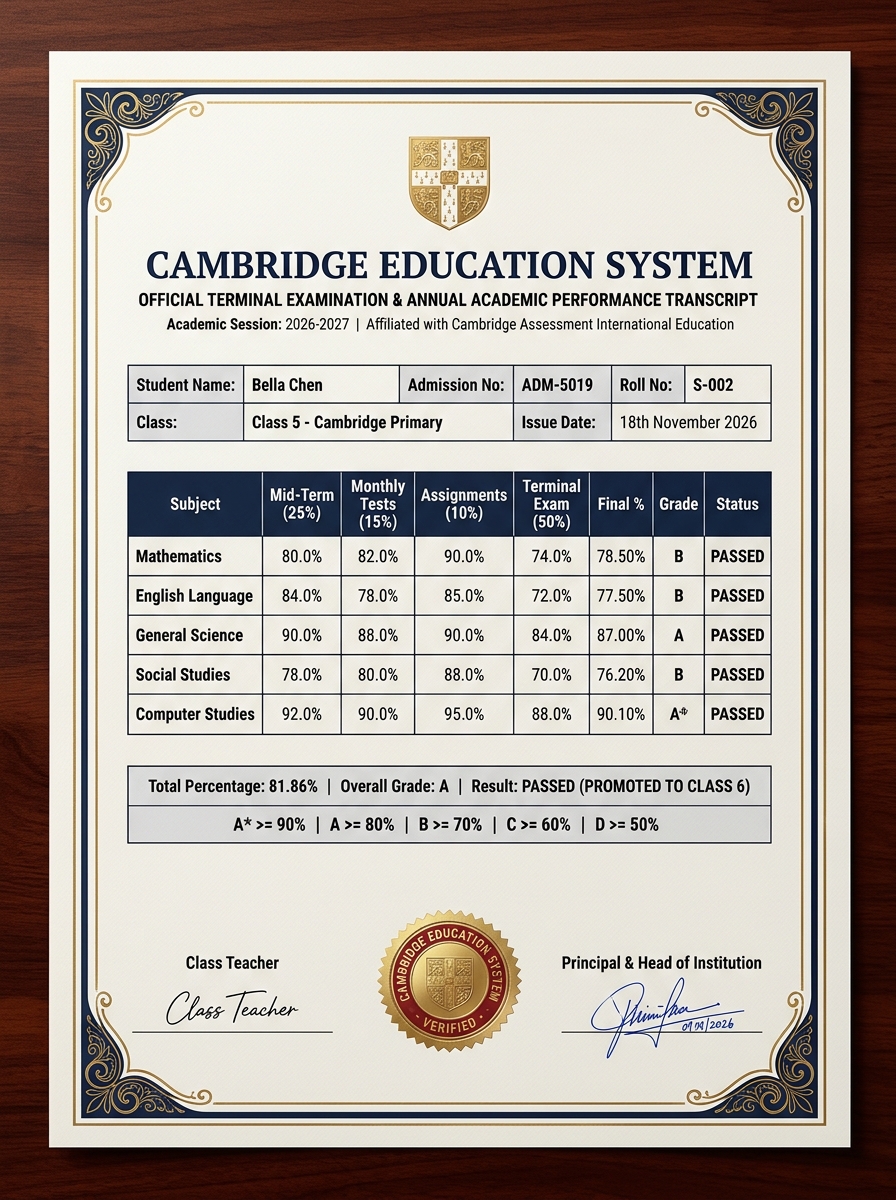 CAMBRIDGE EDUCATION SYSTEM
OFFICIAL TERMINAL EXAMINATION & ANNUAL ACADEMIC PERFORMANCE TRANSCRIPT
Academic Session: 2026-2027 | Affiliated with Cambridge Assessment International Education
Student Name: Bella Chen Admission No: ADM-5019 Roll No: S-002
Class: Class 5 - Cambridge Primary Issue Date: 18th November 2026
Subject Mid-Term (25%) Monthly Tests (15%) Assignments (10%) Terminal Exam (50%) Final % Grade Status
Mathematics 80.0% 82.0% 90.0% 74.0% 78.50% B PASSED
English Language 84.0% 78.0% 85.0% 72.0% 77.50% B PASSED
General Science 90.0% 88.0% 90.0% 84.0% 87.00% A PASSED
Social Studies 78.0% 80.0% 88.0% 70.0% 76.20% B PASSED
Computer Studies 92.0% 90.0% 95.0% 88.0% 90.10% A* PASSED
Total Percentage: 81.86% | Overall Grade: A | Result: PASSED (PROMOTED TO CLASS 6)
A* >= 90% | A >= 80% | B >= 70% | C >= 60% | D >= 50%
Class Teacher
Class Teacher
CAMBRIDGE EDUCATION SYSTEM
VERIFIED
Principal & Head of Institution